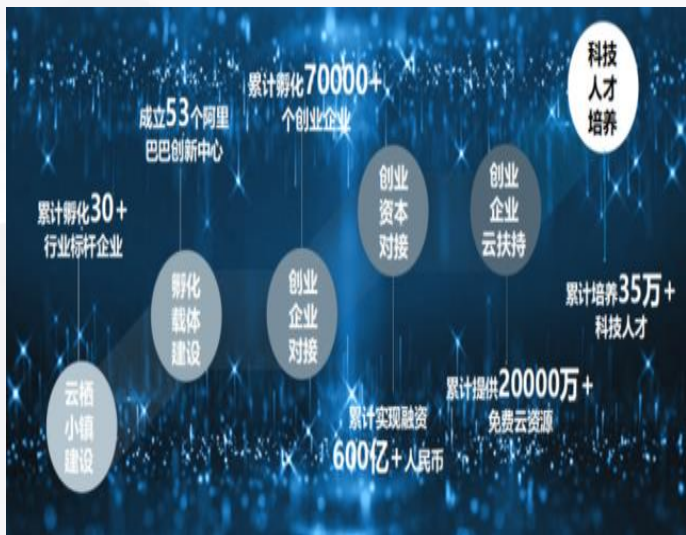 累计孵化30+
行业标杆企业
云栖
小镇
建设
成立53个阿里
巴巴创新中心
孵化
载体
建设
累计孵化70000+
个创业企业
创业
企业
对接
创业
资本
对接
累计实现融资
600亿+人民币
创业
企业
云扶持
累计提供20000万+
免费云资源
科技
人才
培养
累计培养35万+
科技人才